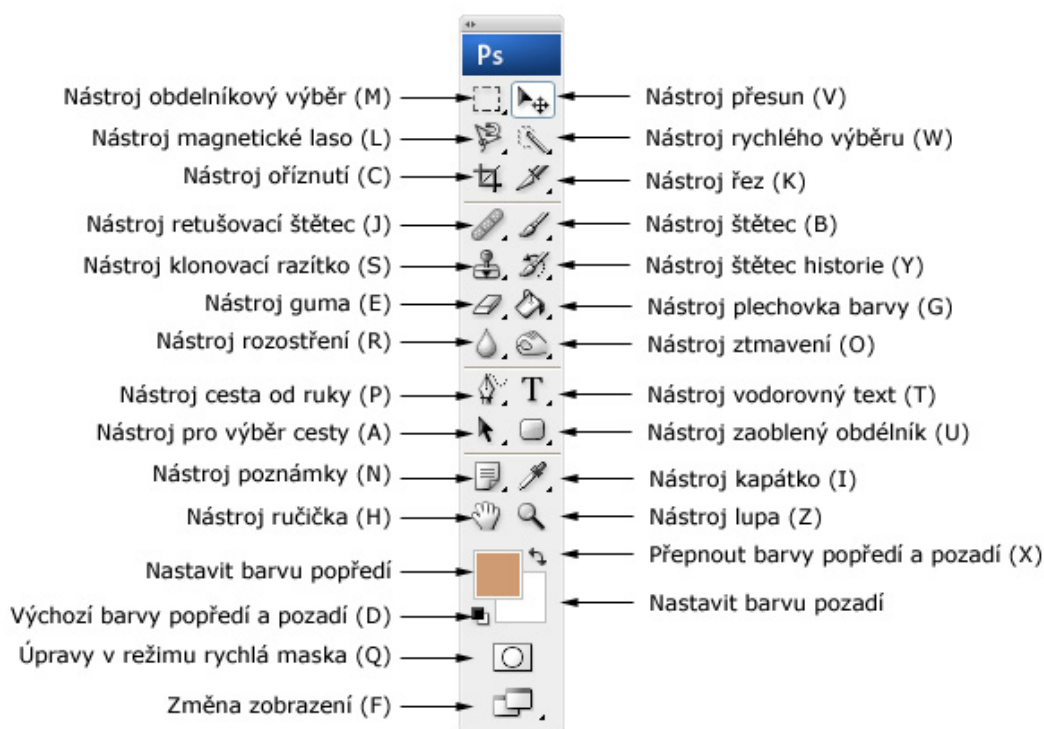 Ps
Nástroj obdelníkový výběr (M)
Nástroj přesun (V)
Nástroj magnetické laso (L)
Nástroj rychlého výběru (W)
Nástroj oříznutí (C)
Nástroj řez (K)
Nástroj retušovací štětec (J)
Nástroj štětec (B)
Nástroj klonovací razítko (S)
Nástroj štětec historie (Y)
Nástroj guma (E)
Nástroj plechovka barvy (G)
Nástroj rozostření (R)
Nástroj ztmavení (O)
Nástroj cesta od ruky (P)
T
Nástroj vodorovný text (T)
Nástroj pro výběr cesty (A)
Nástroj zaoblený obdélník (U)
Nástroj poznámky (N)
Nástroj kapátko (I)
Nástroj ručička (H)
Nástroj lupa (Z)
Přepnout barvy popředí a pozadí (X)
Nastavit barvu popředí
Nastavit barvu pozadí
Výchozí barvy popředí a pozadí (D)
Úpravy v režimu rychlá maska (Q)
Změna zobrazení (F)